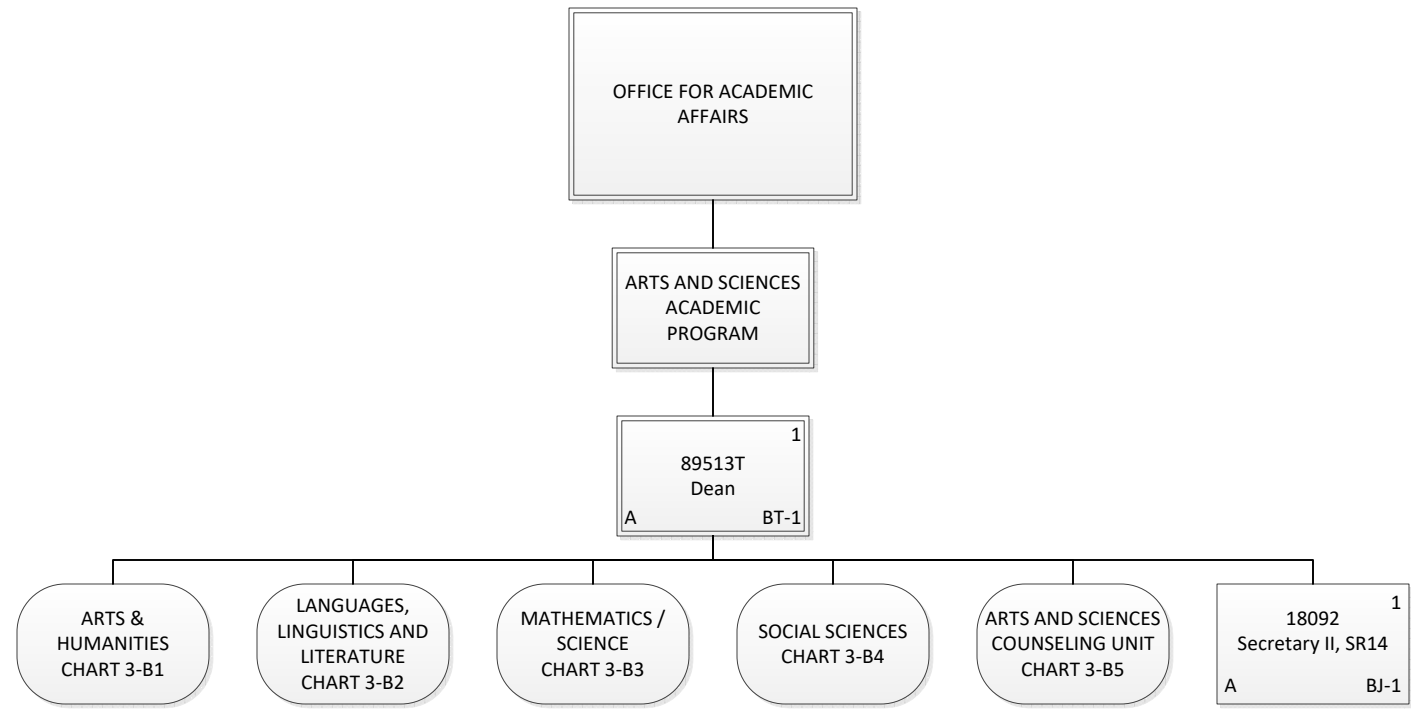 OFFICE FOR ACADEMIC
AFFAIRS
ARTS AND SCIENCES
ACADEMIC
PROGRAM
1
89513T
Dean
A BT-1
ARTS &
HUMANITIES
CHART 3-B1
LANGUAGES,
LINGUISTICS AND
LITERATURE
CHART 3-B2
MATHEMATICS /
SCIENCE
CHART 3-B3
SOCIAL SCIENCES
CHART 3-B4
ARTS AND SCIENCES
COUNSELING UNIT
CHART 3-B5
1
18092
Secretary II, SR14
A BJ-1